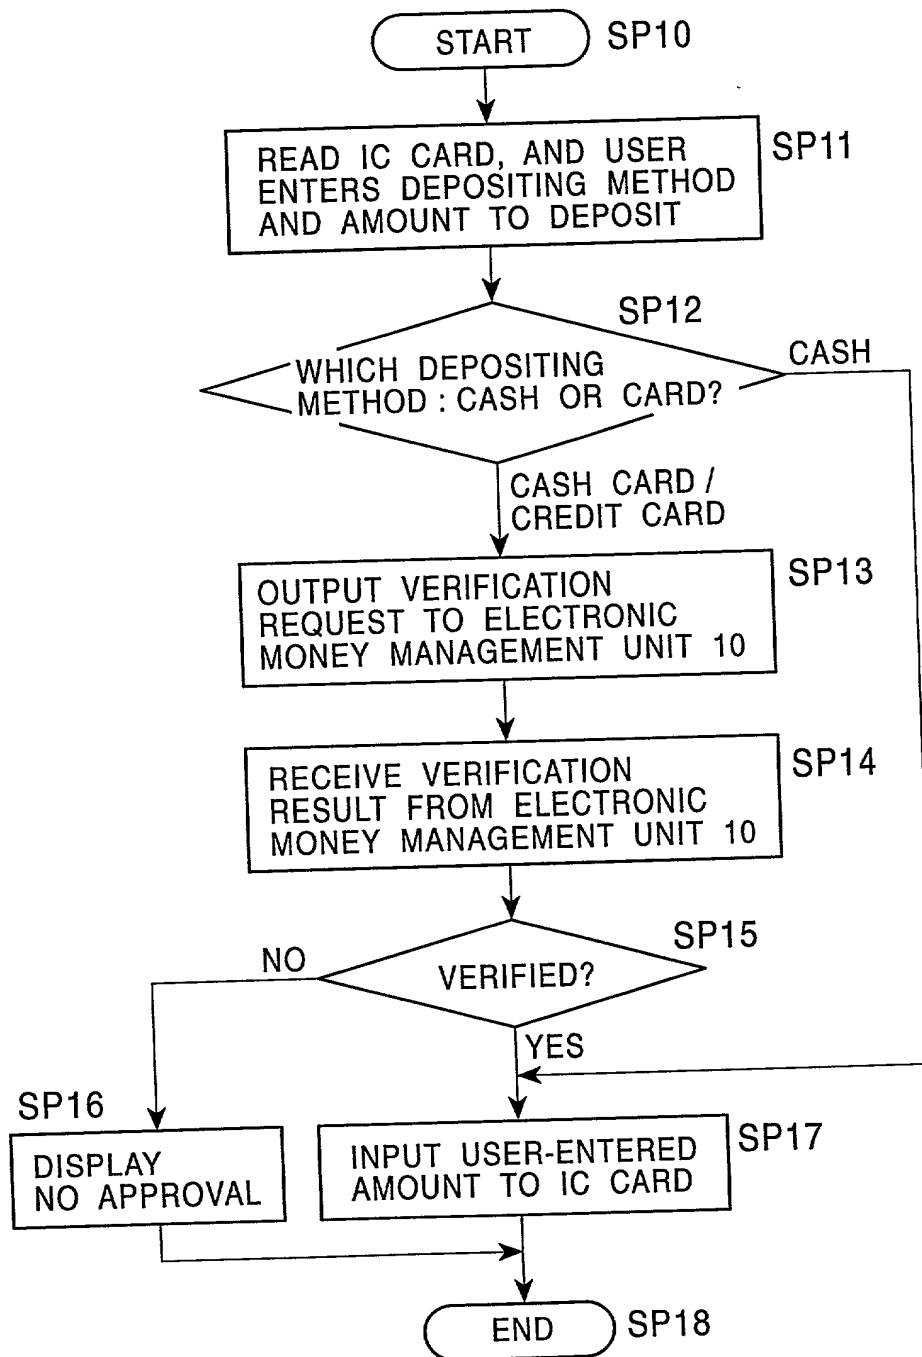 START SP10
READ IC CARD, AND USER
ENTERS DEPOSITING METHOD
AND AMOUNT TO DEPOSIT
SP11
SP12
WHICH DEPOSITING
METHOD : CASH OR CARD?
CASH
CASH CARD /
CREDIT CARD
SP13
OUTPUT VERIFICATION
REQUEST TO ELECTRONIC
MONEY MANAGEMENT UNIT 10
SP14
RECEIVE VERIFICATION
RESULT FROM ELECTRONIC
MONEY MANAGEMENT UNIT 10
SP15
VERIFIED?
NO
YES
SP16
DISPLAY
NO APPROVAL
SP17
INPUT USER-ENTERED
AMOUNT TO IC CARD
END SP18